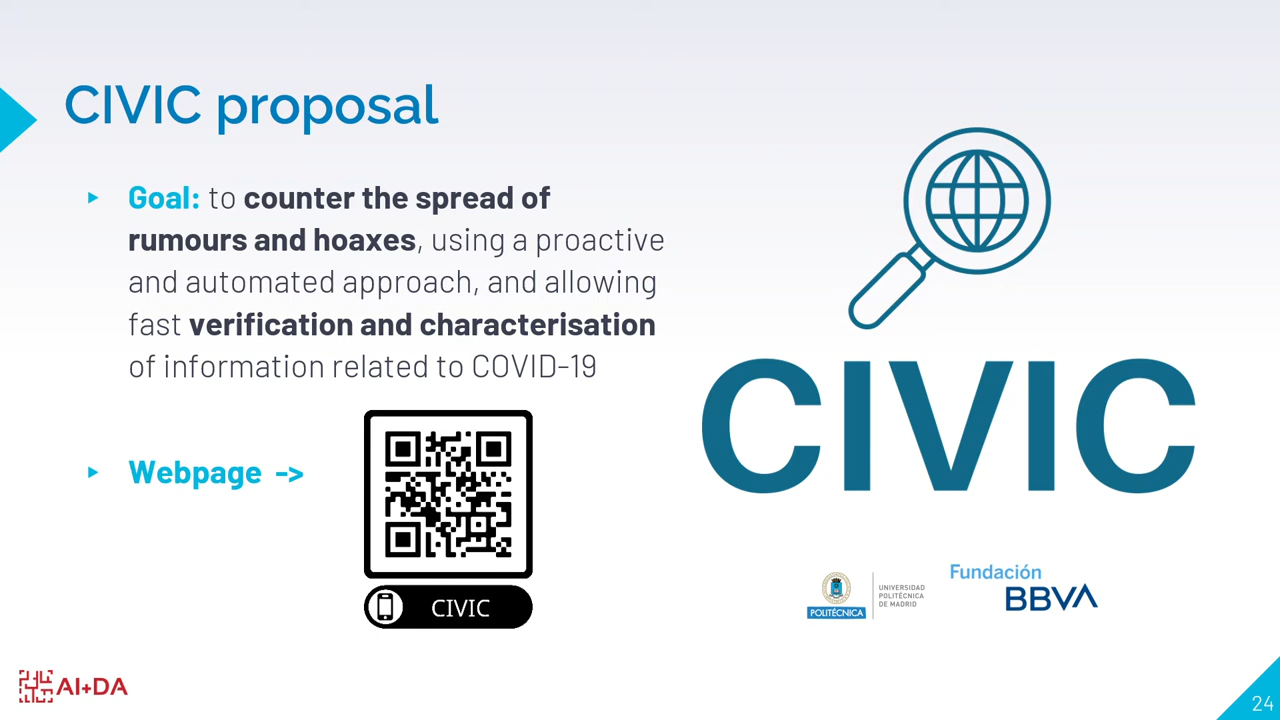 CIVIC proposal
Goal: to counter the spread of
rumours and hoaxes, using a proactive
and automated approach, and allowing
fast verification and characterisation
of information related to COVID-19
Webpage ->
CIVIC
CIVIC
POLITÉCNICA
UNIVERSIDAD
POLITÉCNICA
DE MADRID
Fundación
BBVA
AI+DA
24